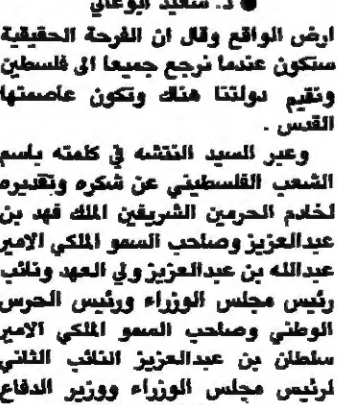 ● د. سعيد ابوعالي
ارض الواقع وقال ان الفرحة الحقيقية
ستكون عندما نرجع جميعا الى فلسطين
ونقيم دولتنا هناك وتكون عاصمتها
القدس .
وعبر السيد النتشه في كلمته باسم
الشعب الفلسطيني عن شكره وتقديره
لخادم الحرمين الشريفين الملك فهد بن
عبدالعزيز وصاحب السمو الملكي الامير
عبدالله بن عبدالعزيز ولي العهد ونائب
رئيس مجلس الوزراء ورئيس الحرس
الوطني وصاحب السمو الملكي الامير
سلطان بن عبدالعزيز النائب الثاني
لرئيس مجلس الوزراء ووزير الدفاع